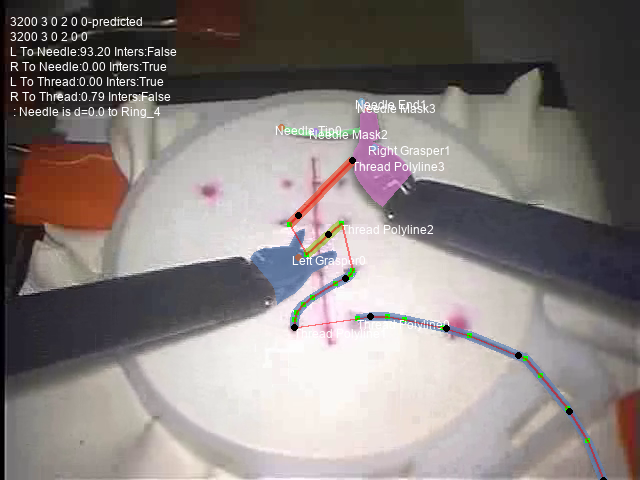 3200 3 0 2 0 0-predicted
3200 3 0 2 0 0
L To Needle:93.20 Inters:False
R To Needle:0.00 Inters:True
L To Thread:0.00 Inters:True
R To Thread:0.79 Inters:False
: Needle is d=0.0 to Ring_4
Needle End1
Needle Mask3
Needle Tip0
Needle Mask2
Right Grasper1
Thread Polyline3
Thread Polyline2
Left Grasper0
Thread Polyline
Thread Polyline